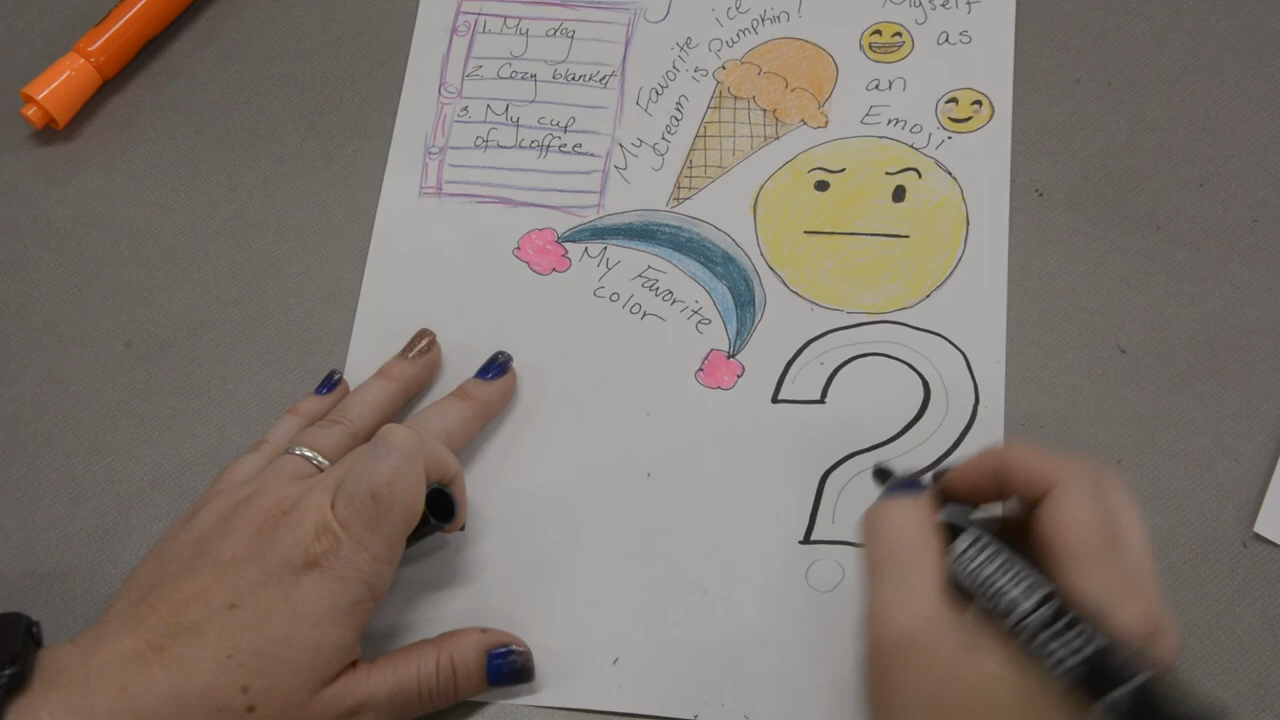 1. My dog
2. Cozy blanket
3. My cup
of coffee
My Favorite
ice
cream is Pumpkin!
Myself
as
an
Emoji
My Favorite
color
?